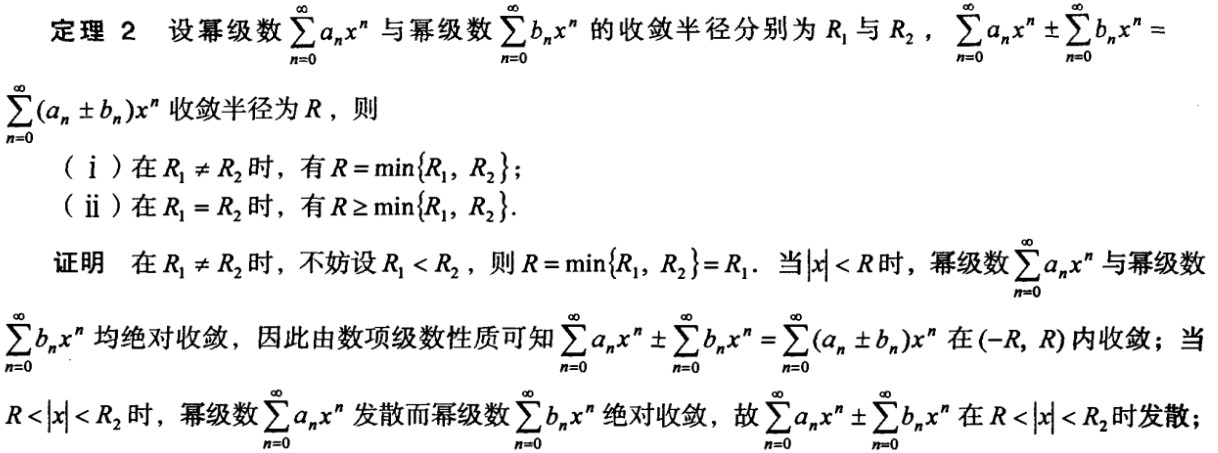 定理 2 设幂级数 $\sum_{n=0}^{\infty} a_n x^n$ 与幂级数 $\sum_{n=0}^{\infty} b_n x^n$ 的收敛半径分别为 $R_1$ 与 $R_2$ ， $\sum_{n=0}^{\infty} a_n x^n \pm \sum_{n=0}^{\infty} b_n x^n =$
$\sum_{n=0}^{\infty} (a_n \pm b_n) x^n$ 收敛半径为 $R$ ，则
（ⅰ）在 $R_1 \neq R_2$ 时，有 $R = \min\{R_1, R_2\}$；
（ⅱ）在 $R_1 = R_2$ 时，有 $R \geq \min\{R_1, R_2\}$.
证明 在 $R_1 \neq R_2$ 时，不妨设 $R_1 < R_2$ ，则 $R = \min\{R_1, R_2\} = R_1$. 当 $|x| < R$ 时，幂级数 $\sum_{n=0}^{\infty} a_n x^n$ 与幂级数
$\sum_{n=0}^{\infty} b_n x^n$ 均绝对收敛，因此由数项级数性质可知 $\sum_{n=0}^{\infty} a_n x^n \pm \sum_{n=0}^{\infty} b_n x^n = \sum_{n=0}^{\infty} (a_n \pm b_n) x^n$ 在 $(-R, R)$ 内收敛；当
$R < |x| < R_2$ 时，幂级数 $\sum_{n=0}^{\infty} a_n x^n$ 发散而幂级数 $\sum_{n=0}^{\infty} b_n x^n$ 绝对收敛，故 $\sum_{n=0}^{\infty} a_n x^n \pm \sum_{n=0}^{\infty} b_n x^n$ 在 $R < |x| < R_2$ 时发散；